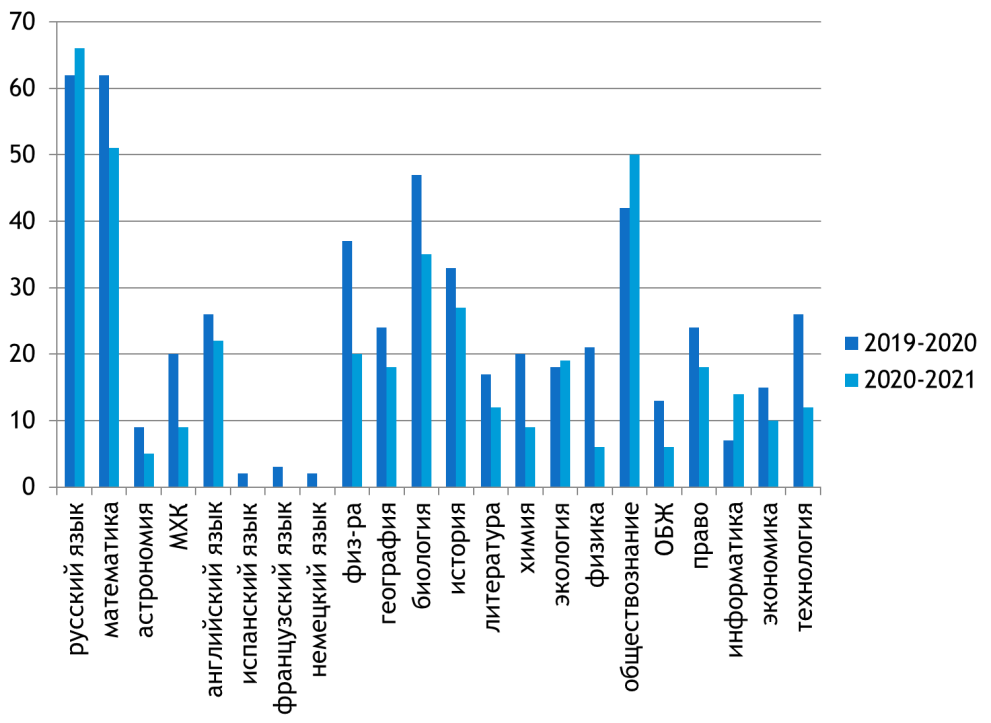 70
60
50
40
30
20
10
0
русский язык
математика
астрономия
МХК
английский язык
испанский язык
французский язык
немецкий язык
физ-ра
география
биология
история
литература
химия
экология
физика
обществознание
ОБЖ
право
информатика
экономика
технология
2019-2020
2020-2021